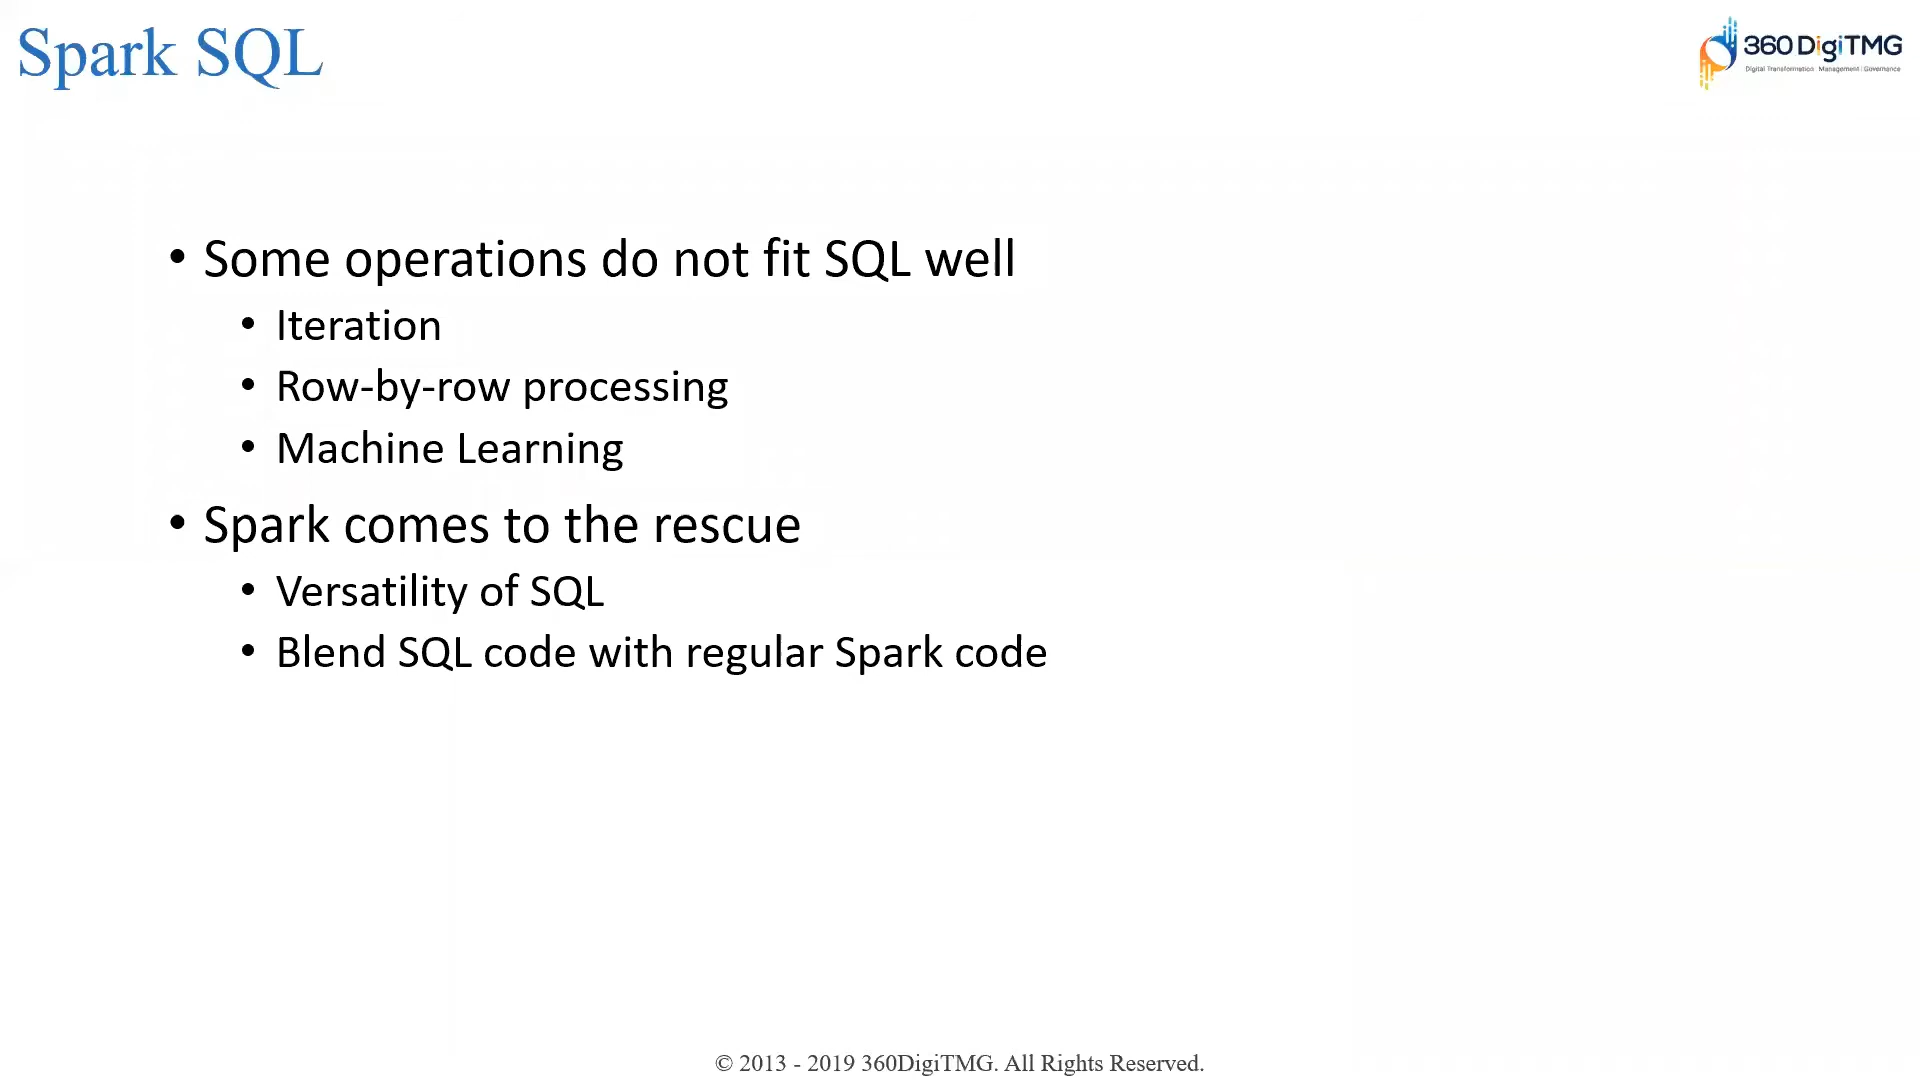 Spark SQL
360 DigiTMG
Digital Transformation | Management | Governance
• Some operations do not fit SQL well
• Iteration
• Row-by-row processing
• Machine Learning
• Spark comes to the rescue
• Versatility of SQL
• Blend SQL code with regular Spark code
© 2013 - 2019 360DigiTMG. All Rights Reserved.